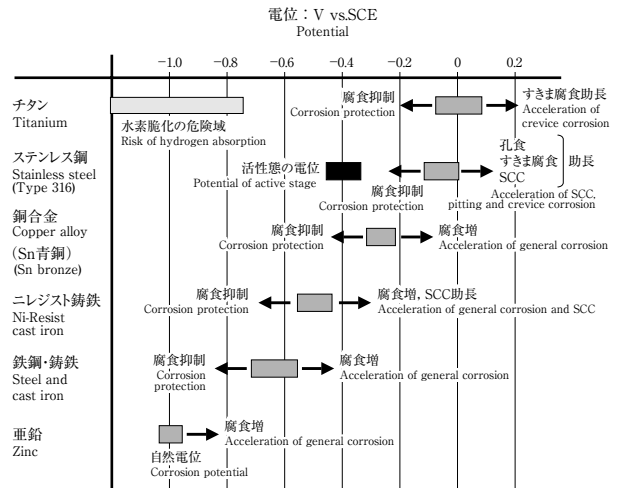 電位：V vs.SCE
Potential
−1.0
−0.8
−0.6
−0.4
−0.2
0
0.2
チタン
Titanium
腐食抑制
Corrosion protection
すきま腐食助長
Acceleration of
crevice corrosion
水素脆化の危険域
Risk of hydrogen absorption
ステンレス鋼
Stainless steel
(Type 316)
活性態の電位
Potential of active stage
腐食抑制
Corrosion protection
孔食
すきま腐食
SCC
助長
Acceleration of SCC,
pitting and crevice corrosion
銅合金
Copper alloy
(Sn青銅)
(Sn bronze)
腐食抑制
Corrosion protection
腐食増
Acceleration of general corrosion
ニレジスト鋳鉄
Ni-Resist
cast iron
腐食抑制
Corrosion protection
腐食増, SCC助長
Acceleration of general corrosion and SCC
鉄鋼・鋳鉄
Steel and
cast iron
腐食抑制
Corrosion
protection
腐食増
Acceleration of general corrosion
亜鉛
Zinc
腐食増
Acceleration of general corrosion
自然電位
Corrosion potential